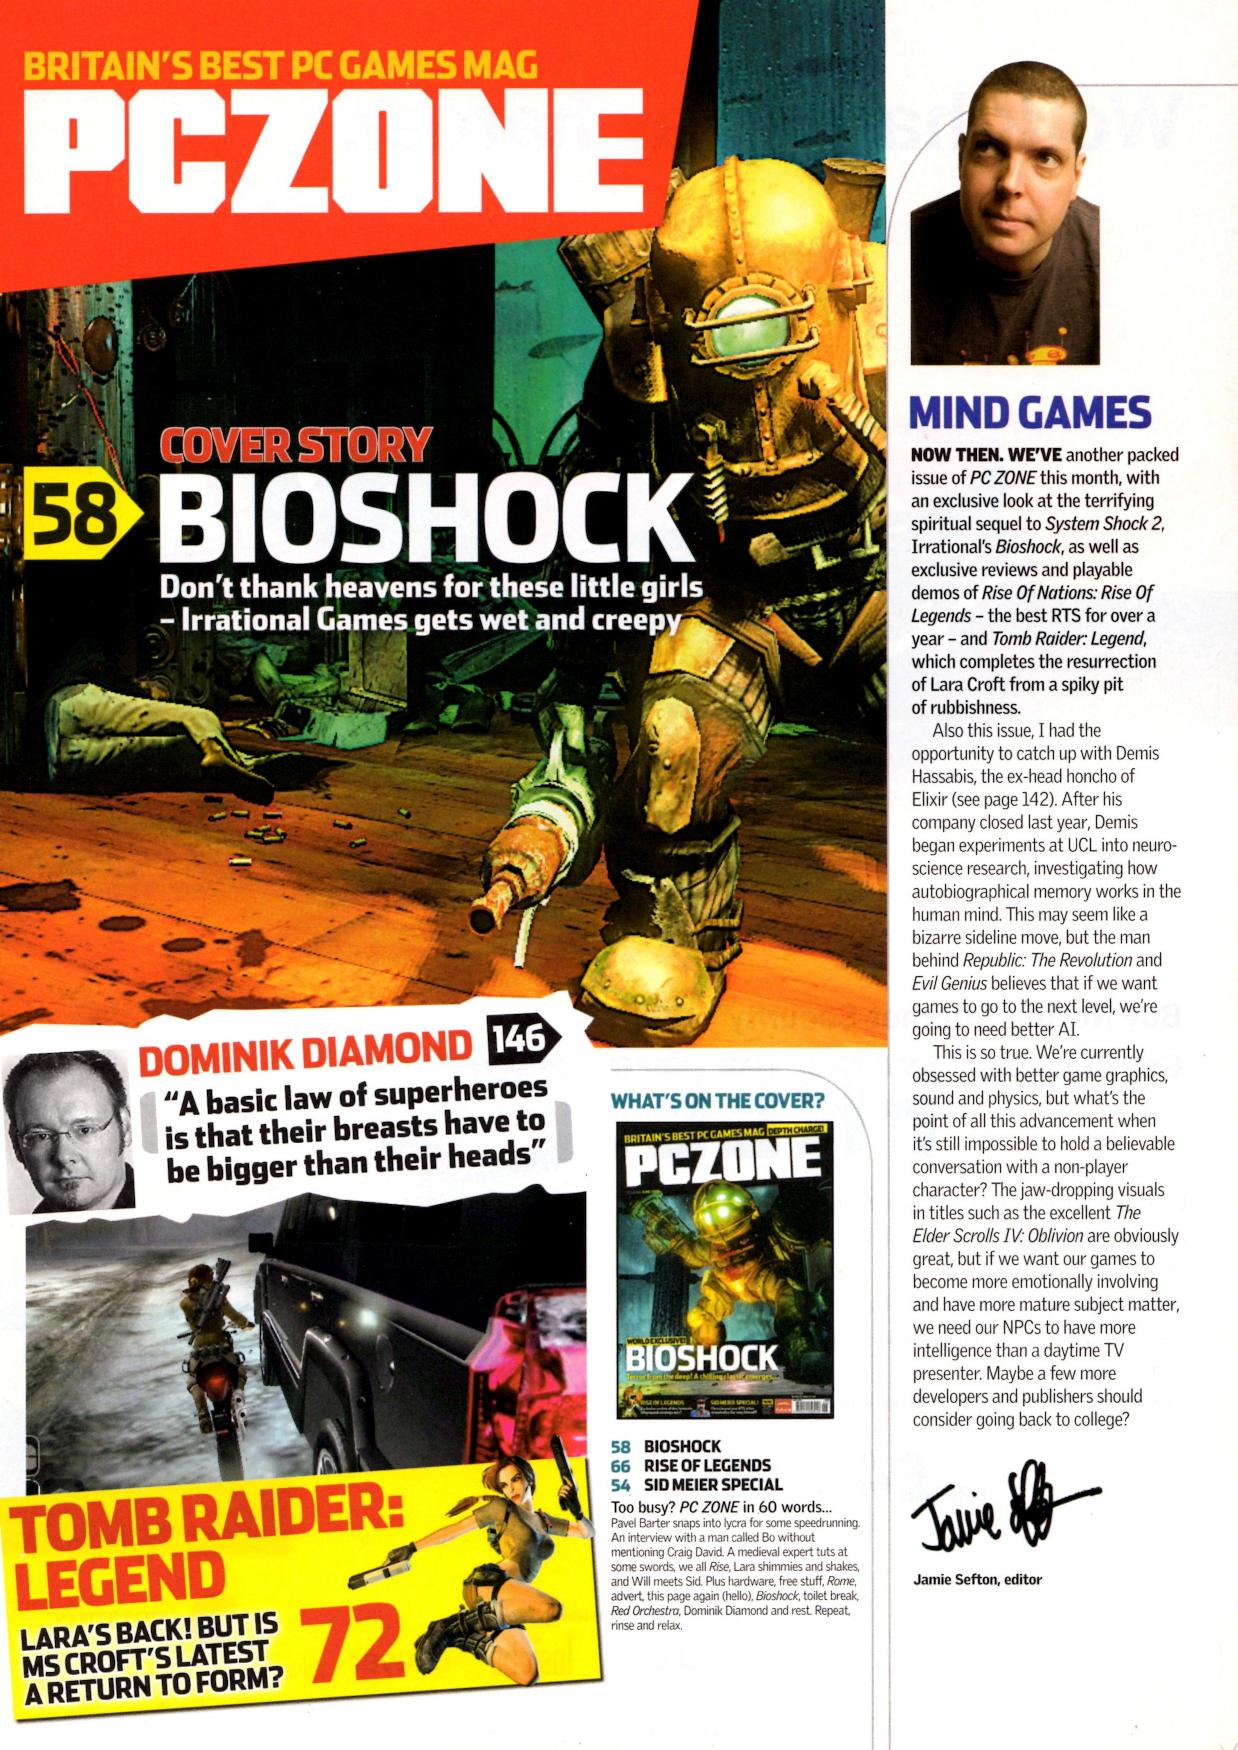 BRITAIN'S BEST PC GAMES MAG
PCZONE
COVER STORY
58
BIOSHOCK
Don't thank heavens for these little girls
– Irrational Games gets wet and creepy
DOMINIK DIAMOND
146
"A basic law of superheroes
is that their breasts have to
be bigger than their heads"
TOMB RAIDER:
LEGEND
LARA'S BACK! BUT IS
MS CROFT'S LATEST
A RETURN TO FORM?
72
WHAT'S ON THE COVER?
BRITAIN'S BEST PC GAMES MAG DEPTH CHARGE!
PCZONE
WORLD EXCLUSIVE!
BIOSHOCK
Terror from the deep! A chilling classic emerges...
RISE OF LEGENDS
SID MEIER SPECIAL!
58 BIOSHOCK
66 RISE OF LEGENDS
54 SID MEIER SPECIAL
Too busy? PC ZONE in 60 words...
Pavel Barter snaps into lycra for some speedrunning.
An interview with a man called Bo without
mentioning Craig David. A medieval expert tuts at
some swords, we all Rise, Lara shimmies and shakes,
and Will meets Sid. Plus hardware, free stuff, Rome,
advert, this page again (hello), Bioshock, toilet break,
Red Orchestra, Dominik Diamond and rest. Repeat,
rinse and relax.
MIND GAMES
NOW THEN. WE'VE another packed
issue of PC ZONE this month, with
an exclusive look at the terrifying
spiritual sequel to System Shock 2,
Irrational's Bioshock, as well as
exclusive reviews and playable
demos of Rise Of Nations: Rise Of
Legends – the best RTS for over a
year – and Tomb Raider: Legend,
which completes the resurrection
of Lara Croft from a spiky pit
of rubbishness.
Also this issue, I had the
opportunity to catch up with Demis
Hassabis, the ex-head honcho of
Elixir (see page 142). After his
company closed last year, Demis
began experiments at UCL into neuro-
science research, investigating how
autobiographical memory works in the
human mind. This may seem like a
bizarre sideline move, but the man
behind Republic: The Revolution and
Evil Genius believes that if we want
games to go to the next level, we're
going to need better AI.
This is so true. We're currently
obsessed with better game graphics,
sound and physics, but what's the
point of all this advancement when
it's still impossible to hold a believable
conversation with a non-player
character? The jaw-dropping visuals
in titles such as the excellent The
Elder Scrolls IV: Oblivion are obviously
great, but if we want our games to
become more emotionally involving
and have more mature subject matter,
we need our NPCs to have more
intelligence than a daytime TV
presenter. Maybe a few more
developers and publishers should
consider going back to college?
Jamie
Jamie Sefton, editor